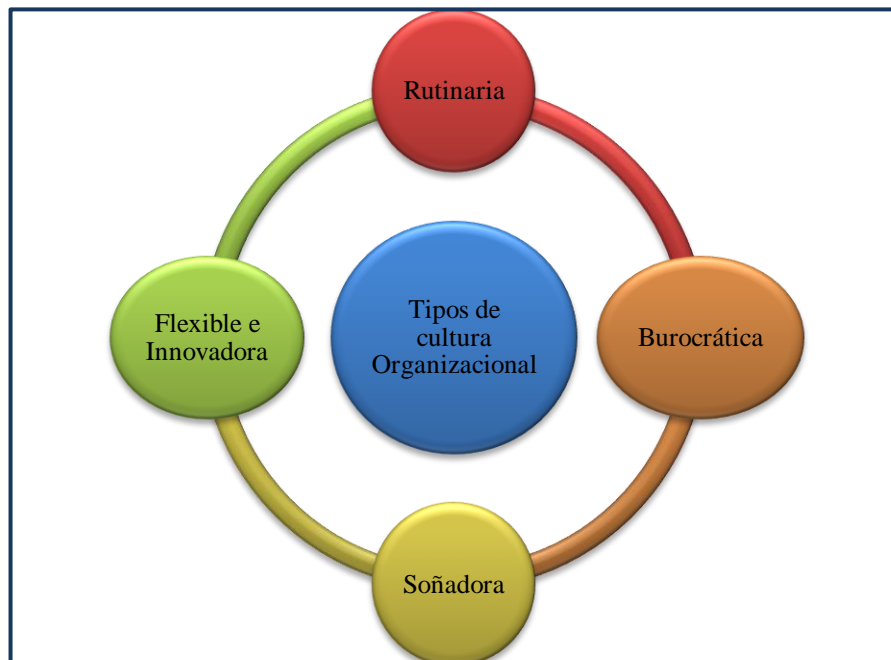 Rutinaria
Flexible e
Innovadora
Tipos de
cultura
Organizacional
Burocrática
Soñadora